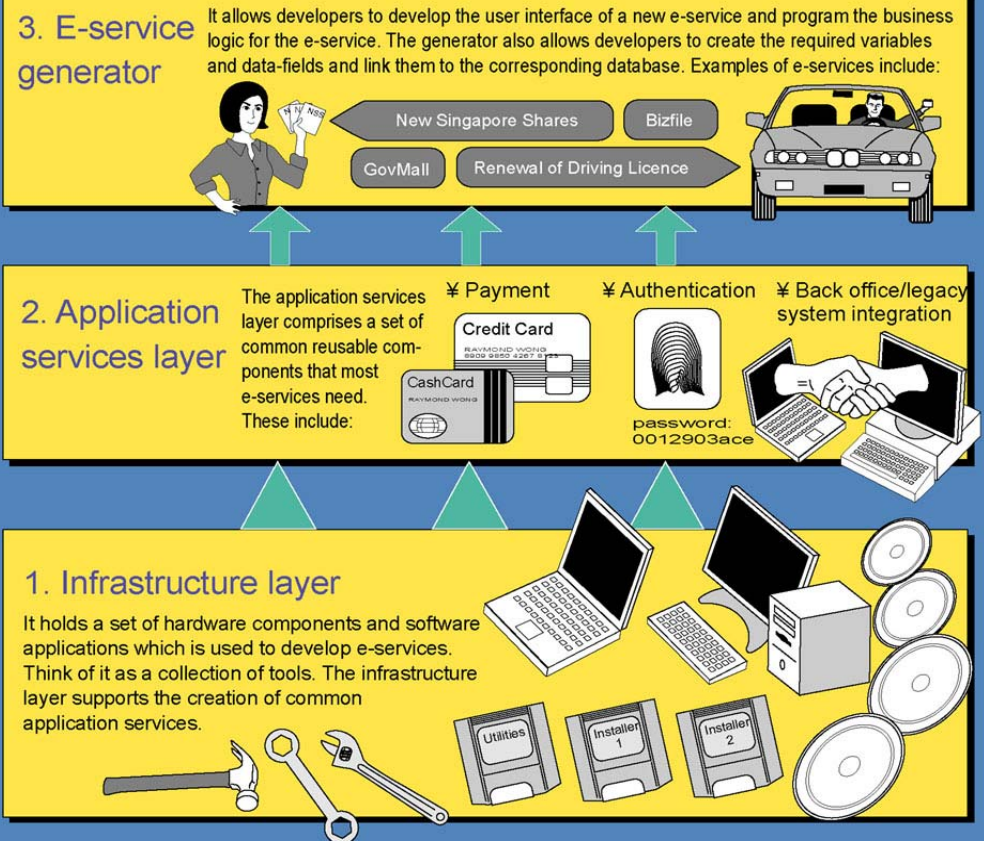 3. E-service
generator
It allows developers to develop the user interface of a new e-service and program the business
logic for the e-service. The generator also allows developers to create the required variables
and data-fields and link them to the corresponding database. Examples of e-services include:
N N NSS
New Singapore Shares
Bizfile
GovMall
Renewal of Driving Licence
2. Application
services layer
The application services
layer comprises a set of
common reusable com-
ponents that most
e-services need.
These include:
¥ Payment
Credit Card
RAYMOND WONG
CashCard
RAYMOND WONG
¥ Authentication
password:
0012903ace
¥ Back office/legacy
system integration
1. Infrastructure layer
It holds a set of hardware components and software
applications which is used to develop e-services.
Think of it as a collection of tools. The infrastructure
layer supports the creation of common
application services.
Utilities
Installer
1
Installer
2